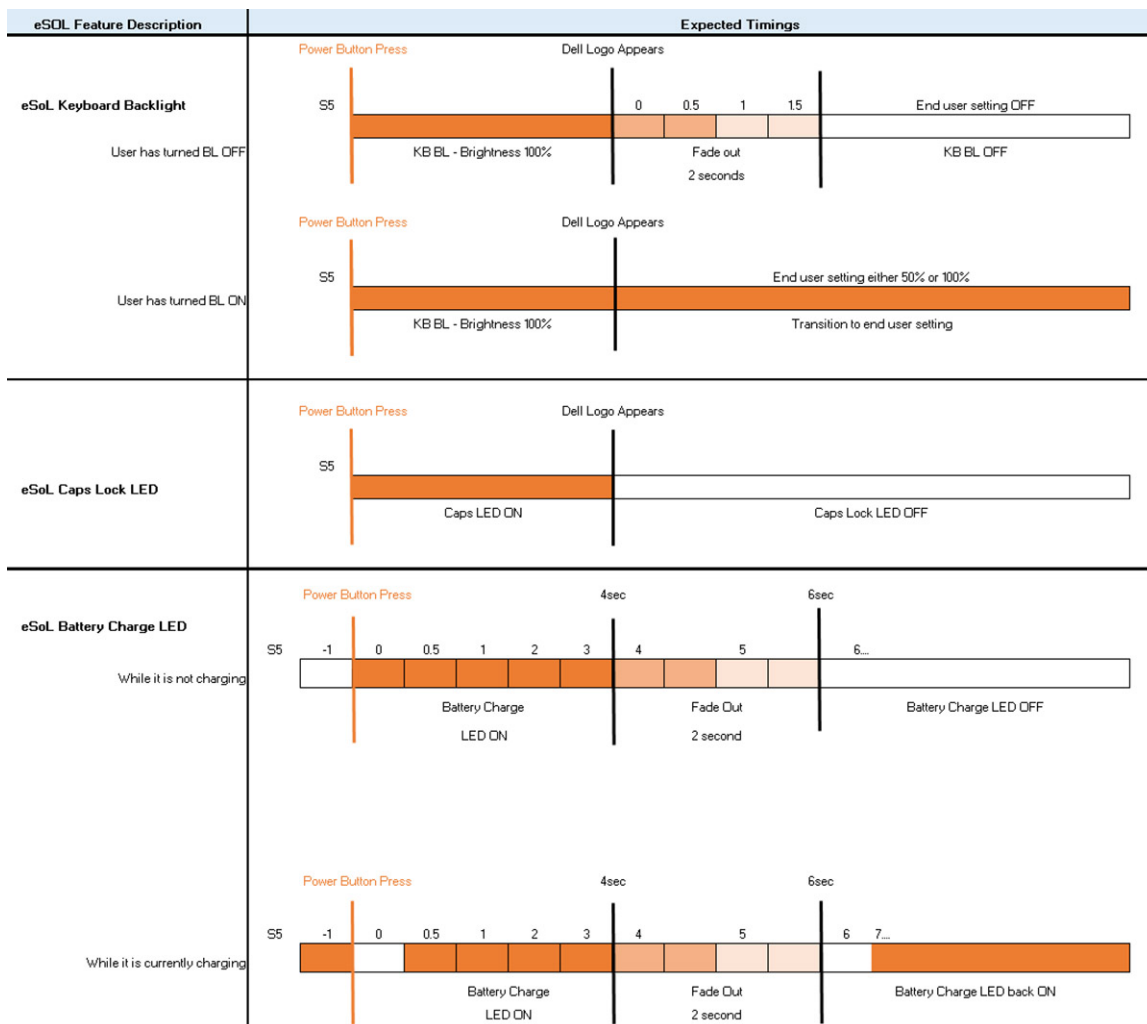 eSOL Feature Description Expected Timings
Power Button Press Dell Logo Appears
eSoL Keyboard Backlight S5 0 0.5 1 1.5 End user setting OFF
User has turned BL OFF KB BL - Brightness 100% Fade out KB BL OFF
2 seconds
Power Button Press Dell Logo Appears
S5 End user setting either 50% or 100%
User has turned BL ON
KB BL - Brightness 100% Transition to end user setting
Power Button Press Dell Logo Appears
S5
eSoL Caps Lock LED
Caps LED ON Caps Lock LED OFF
Power Button Press 4sec 6sec
eSoL Battery Charge LED
S5 -1 0 0.5 1 2 3 4 5 6....
While it is not charging
Battery Charge Fade Out Battery Charge LED OFF
LED ON 2 second
Power Button Press 4sec 6sec
S5 -1 0 0.5 1 2 3 4 5 6 7....
While it is currently charging
Battery Charge Fade Out Battery Charge LED back ON
LED ON 2 second